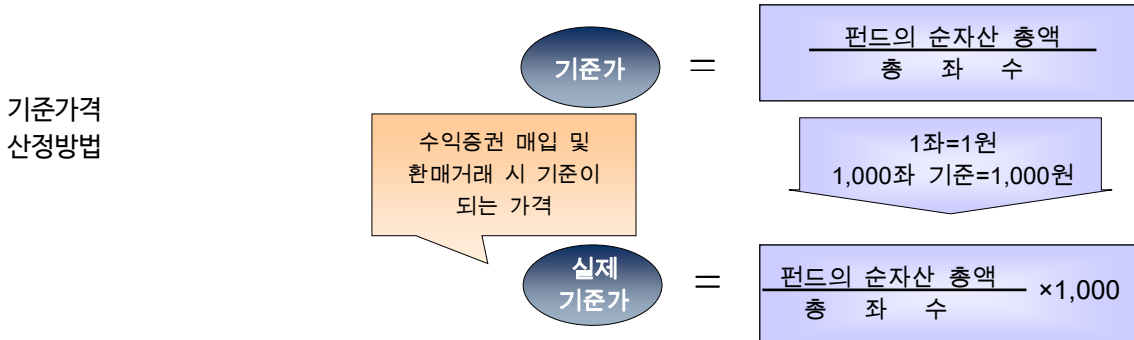 기준가격
산정방법
기준가
=
펀드의 순자산 총액
총 좌 수
수익증권 매입 및
환매거래 시 기준이
되는 가격
1좌=1원
1,000좌 기준=1,000원
실제
기준가
=
펀드의 순자산 총액
총 좌 수
×1,000